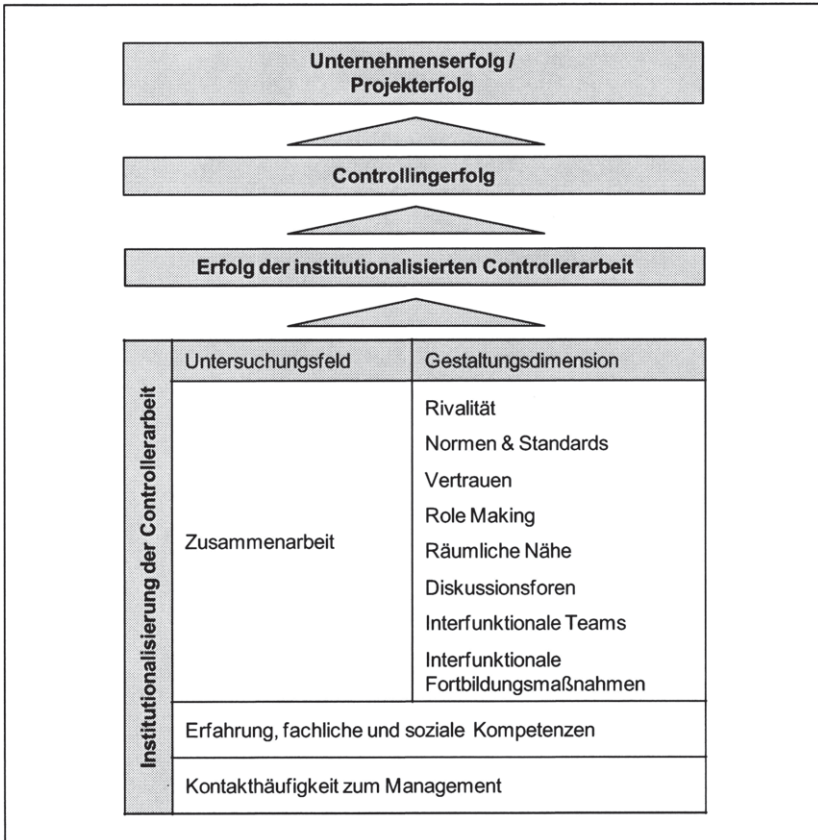 Unternehmenserfolg /
Projekterfolg
Controllingerfolg
Erfolg der institutionalisierten Controllerarbeit
Institutionalisierung der Controllerarbeit
Untersuchungsfeld
Gestaltungsdimension
Zusammenarbeit
Rivalität
Normen & Standards
Vertrauen
Role Making
Räumliche Nähe
Diskussionsforen
Interfunktionale Teams
Interfunktionale
Fortbildungsmaßnahmen
Erfahrung, fachliche und soziale Kompetenzen
Kontakthäufigkeit zum Management